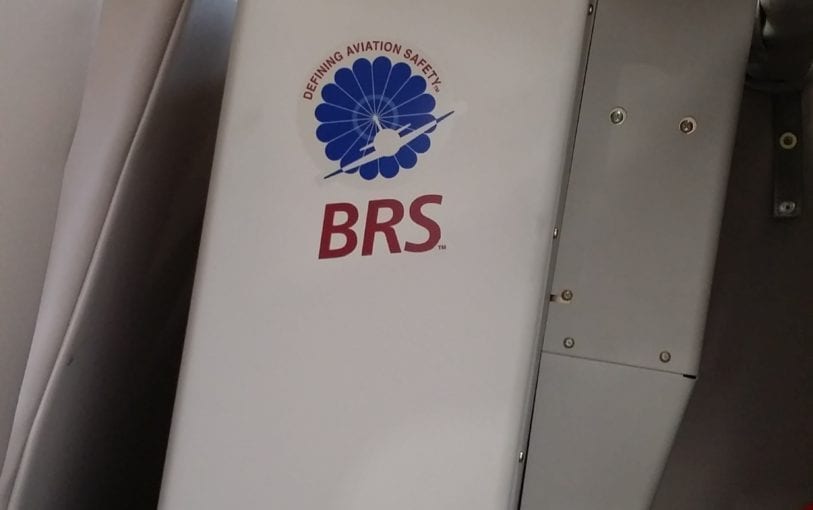 DEFINING AVIATION SAFETY™
BRS™